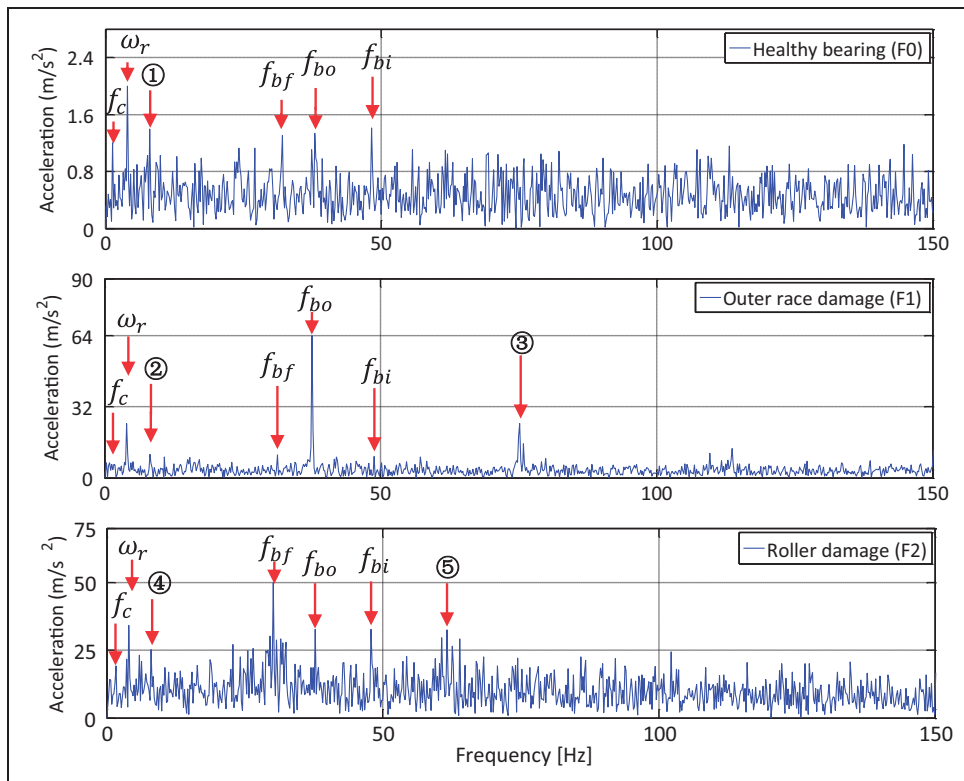 Healthy bearing (F0)
Acceleration (m/s²)
2.4
1.6
0.8
0
f_c
ω_r
①
f_bf
f_bo
f_bi
0
50
100
150
Outer race damage (F1)
Acceleration (m/s²)
90
64
32
0
f_c
ω_r
②
f_bf
f_bo
f_bi
③
0
50
100
150
Roller damage (F2)
Acceleration (m/s ²)
75
50
25
0
f_c
ω_r
④
f_bf
f_bo
f_bi
⑤
0
50
100
150
Frequency [Hz]